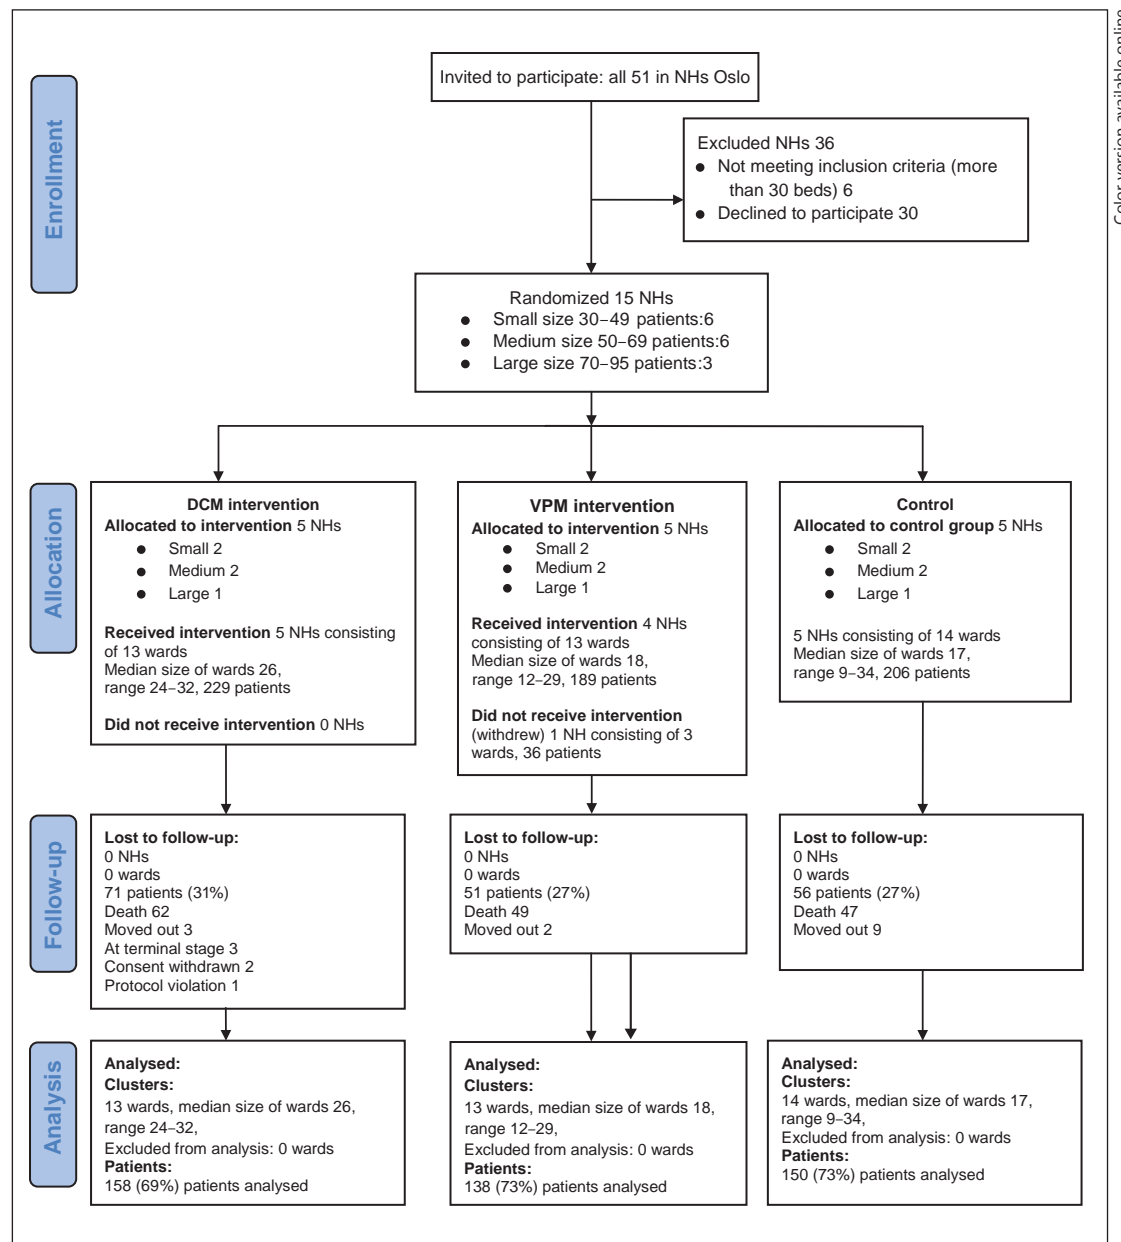 Color version available online
Enrollment
Invited to participate: all 51 in NHs Oslo
Excluded NHs 36
● Not meeting inclusion criteria (more
than 30 beds) 6
● Declined to participate 30
Randomized 15 NHs
● Small size 30–49 patients:6
● Medium size 50–69 patients:6
● Large size 70–95 patients:3
Allocation
DCM intervention
Allocated to intervention 5 NHs
● Small 2
● Medium 2
● Large 1
Received intervention 5 NHs consisting
of 13 wards
Median size of wards 26,
range 24–32, 229 patients
Did not receive intervention 0 NHs
VPM intervention
Allocated to intervention 5 NHs
● Small 2
● Medium 2
● Large 1
Received intervention 4 NHs
consisting of 13 wards
Median size of wards 18,
range 12–29, 189 patients
Did not receive intervention
(withdrew) 1 NH consisting of 3
wards, 36 patients
Control
Allocated to control group 5 NHs
● Small 2
● Medium 2
● Large 1
5 NHs consisting of 14 wards
Median size of wards 17,
range 9–34, 206 patients
Follow-up
Lost to follow-up:
0 NHs
0 wards
71 patients (31%)
Death 62
Moved out 3
At terminal stage 3
Consent withdrawn 2
Protocol violation 1
Lost to follow-up:
0 NHs
0 wards
51 patients (27%)
Death 49
Moved out 2
Lost to follow-up:
0 NHs
0 wards
56 patients (27%)
Death 47
Moved out 9
Analysis
Analysed:
Clusters:
13 wards, median size of wards 26,
range 24–32,
Excluded from analysis: 0 wards
Patients:
158 (69%) patients analysed
Analysed:
Clusters:
13 wards, median size of wards 18,
range 12–29,
Excluded from analysis: 0 wards
Patients:
138 (73%) patients analysed
Analysed:
Clusters:
14 wards, median size of wards 17,
range 9–34,
Excluded from analysis: 0 wards
Patients:
150 (73%) patients analysed